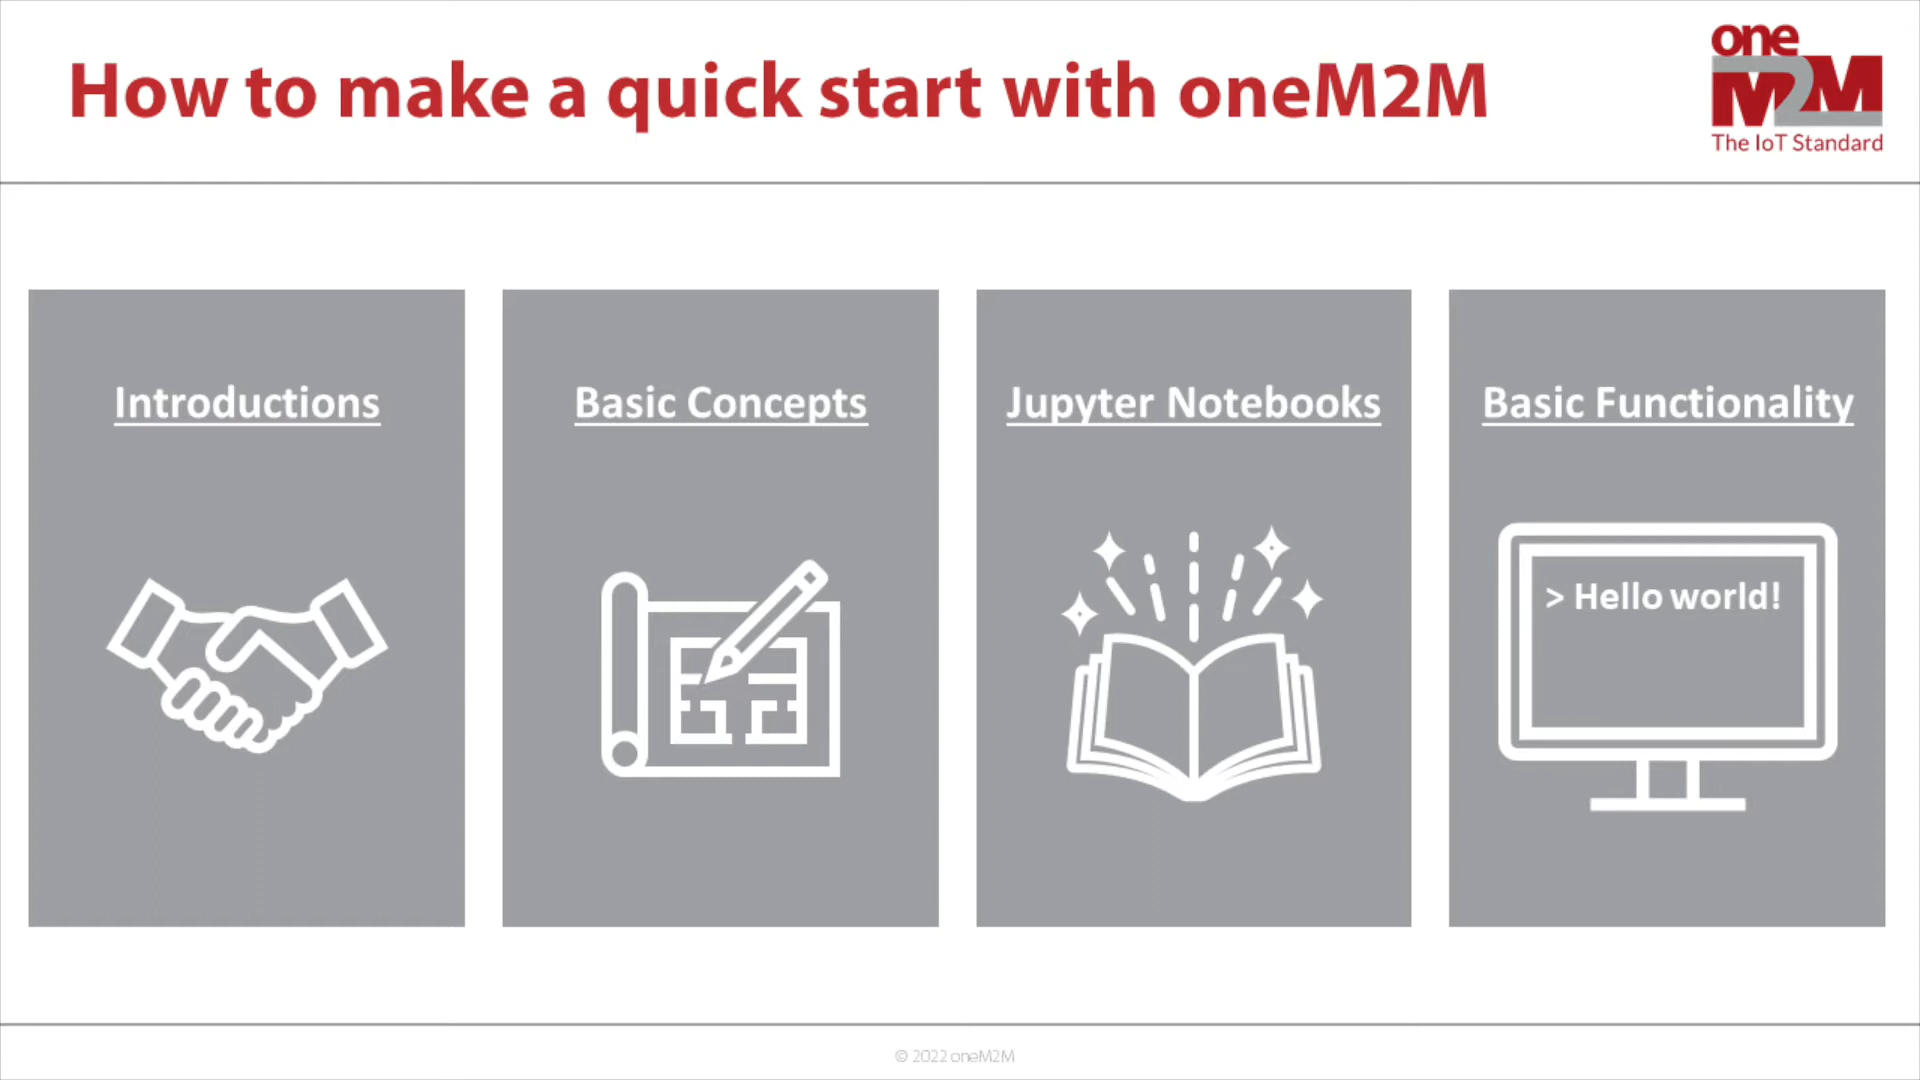 How to make a quick start with oneM2M
one
M2M
The IoT Standard
Introductions
Basic Concepts
Jupyter Notebooks
Basic Functionality
> Hello world!
© 2022 oneM2M